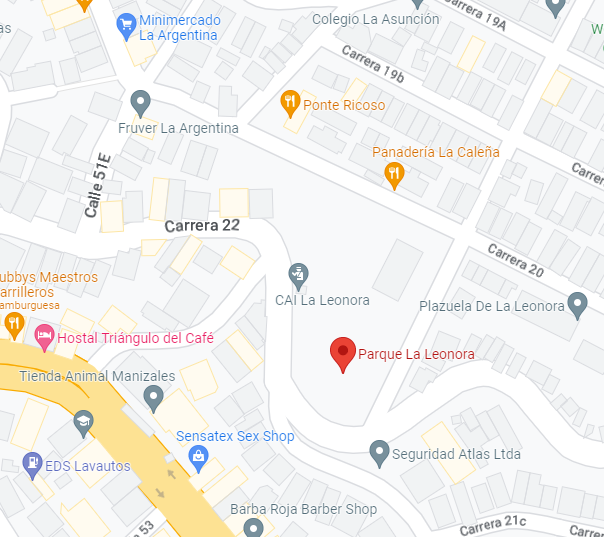 Carrera 19A
Minimercado
La Argentina
Colegio La Asunción
Carrera 19b
Ponte Ricoso
Fruver La Argentina
Panadería La Caleña
Calle 51E
Carrera 22
Carrera 20
ubbys Maestros
arrilleros
amburguesa
CAI La Leonora
Plazuela De La Leonora
Hostal Triángulo del Café
Parque La Leonora
Tienda Animal Manizales
Sensatex Sex Shop
Seguridad Atlas Ltda
EDS Lavautos
Barba Roja Barber Shop
Carrera 21c
53